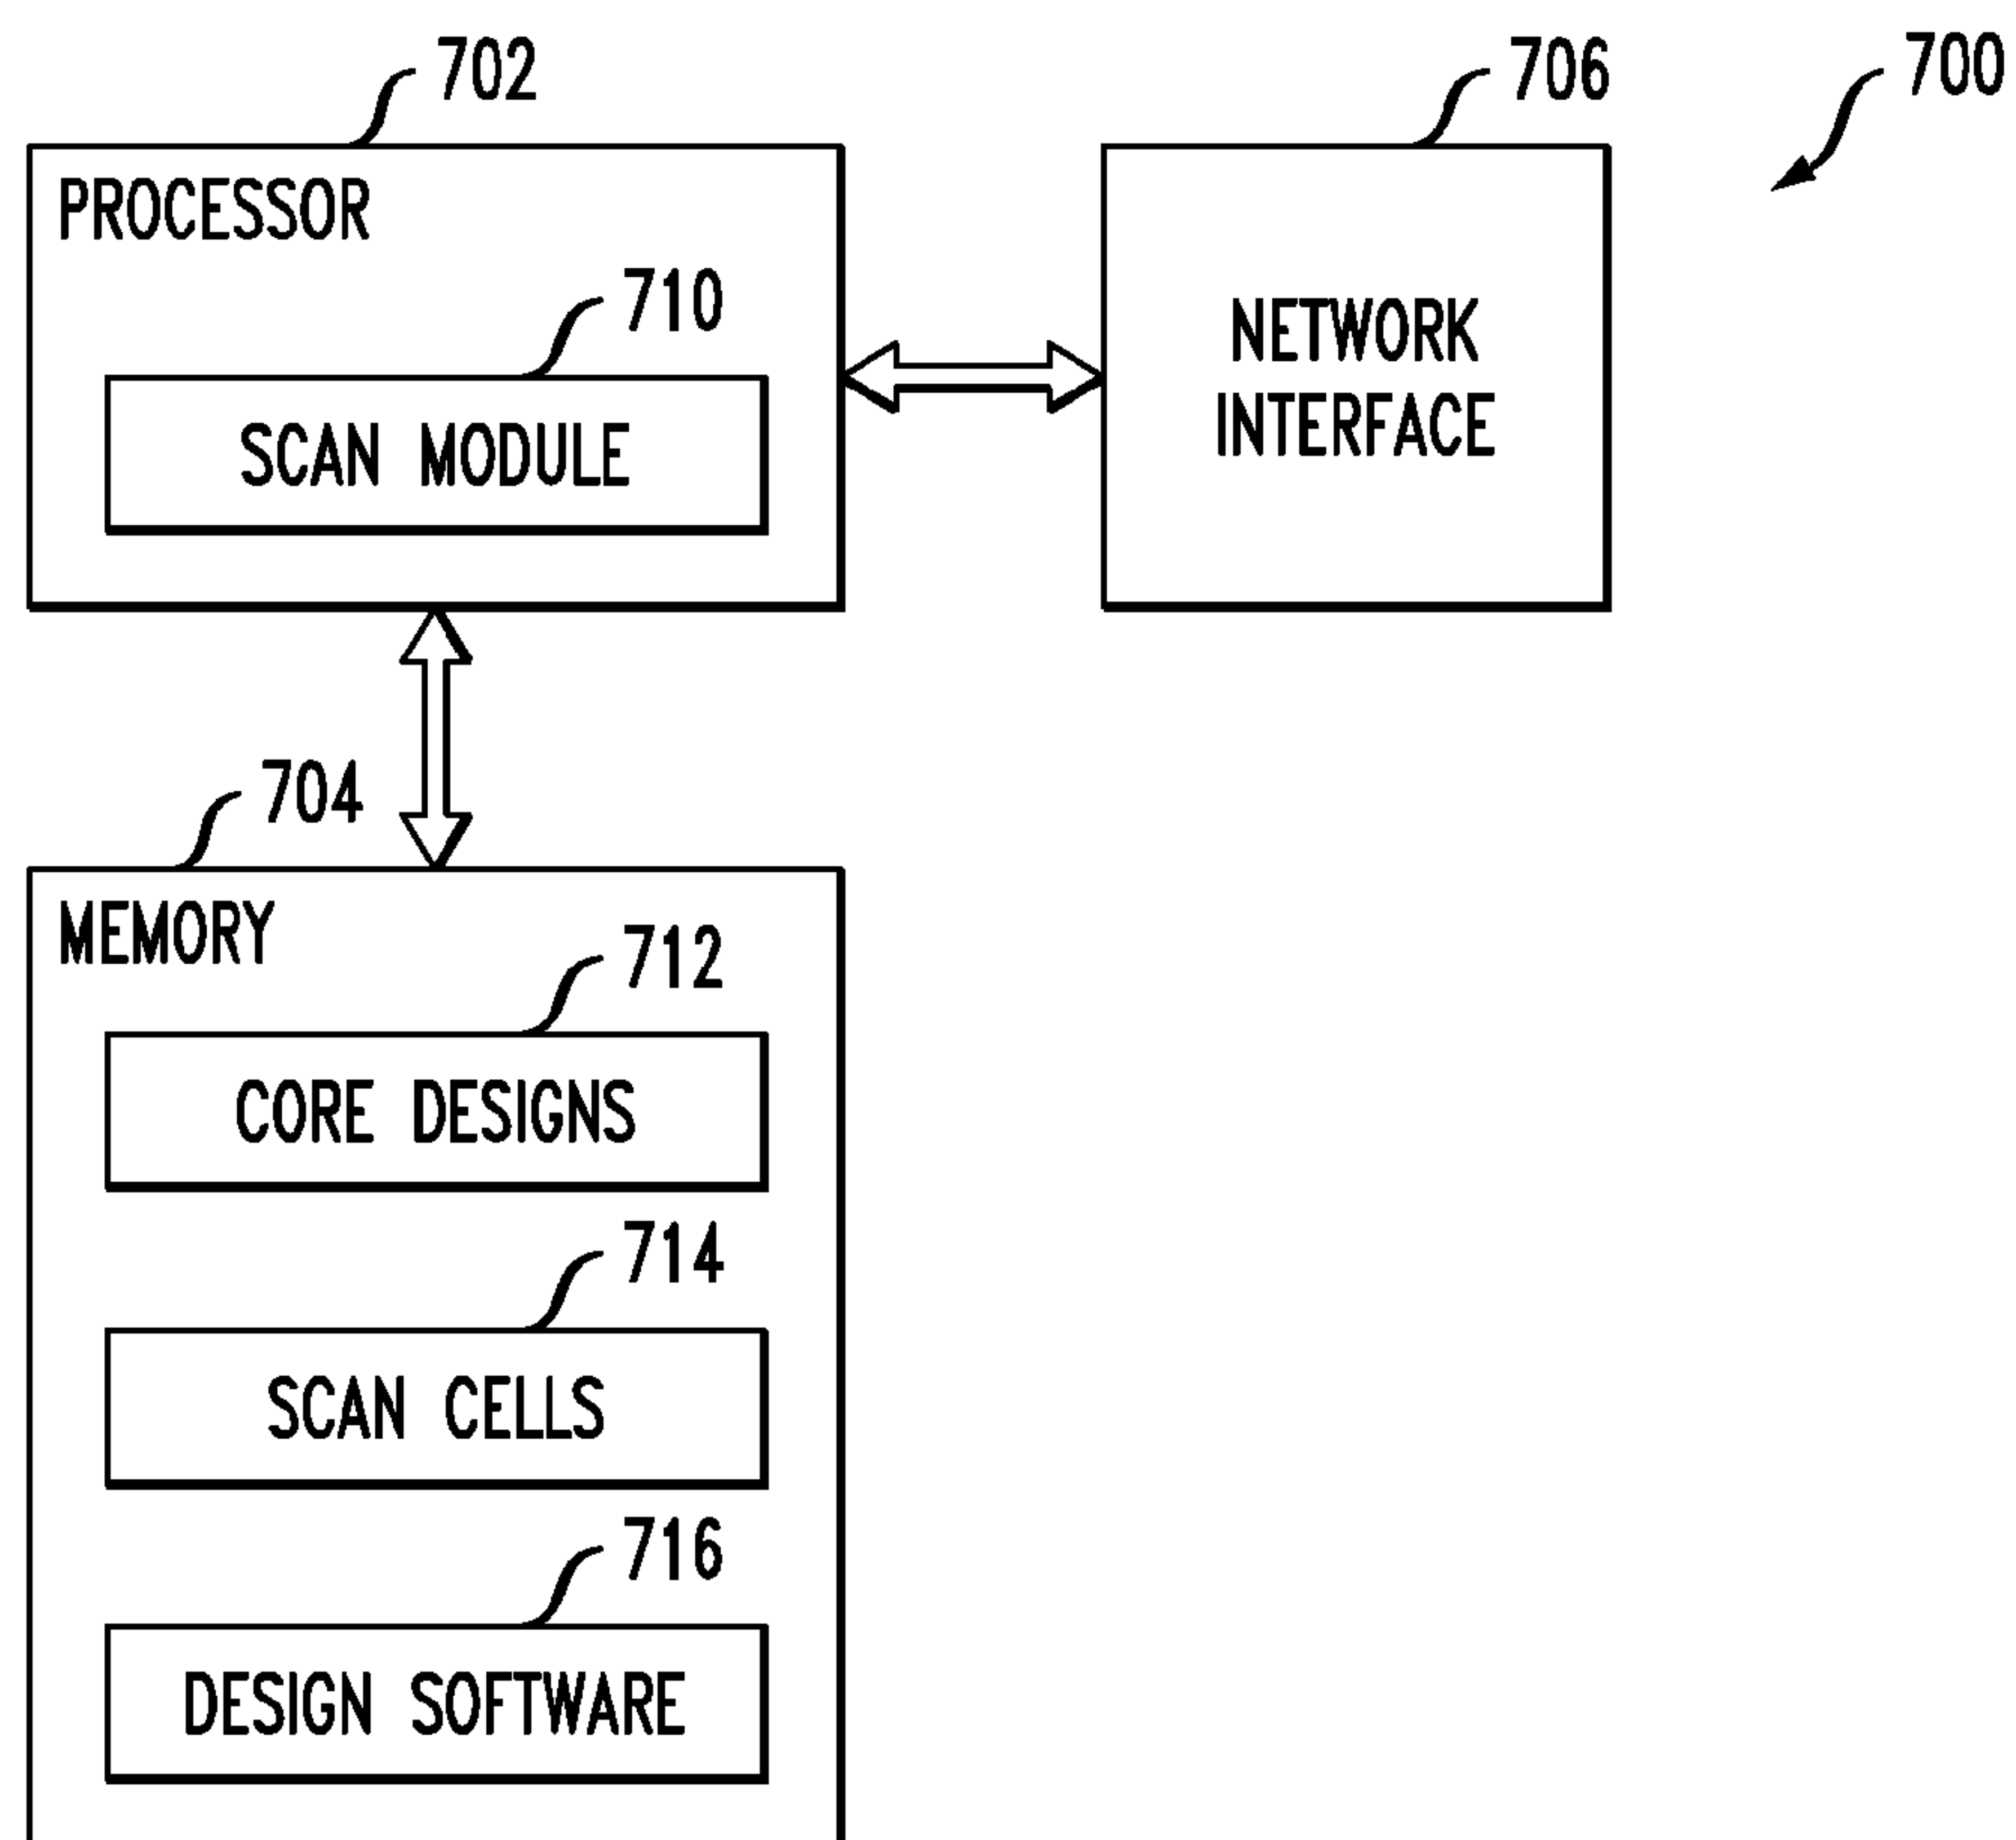 702
706
700
PROCESSOR
710
SCAN MODULE
NETWORK
INTERFACE
704
MEMORY
712
CORE DESIGNS
714
SCAN CELLS
716
DESIGN SOFTWARE